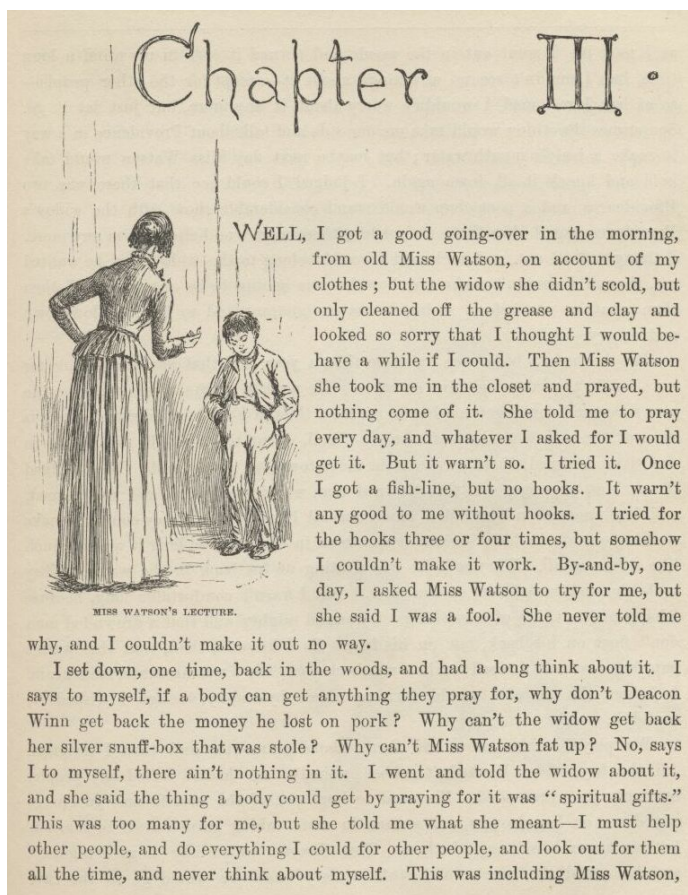 Chapter III.
WELL, I got a good going-over in the morning,
from old Miss Watson, on account of my
clothes; but the widow she didn't scold, but
only cleaned off the grease and clay and
looked so sorry that I thought I would be-
have a while if I could. Then Miss Watson
she took me in the closet and prayed, but
nothing come of it. She told me to pray
every day, and whatever I asked for I would
get it. But it warn't so. I tried it. Once
I got a fish-line, but no hooks. It warn't
any good to me without hooks. I tried for
the hooks three or four times, but somehow
I couldn't make it work. By-and-by, one
day, I asked Miss Watson to try for me, but
she said I was a fool. She never told me
MISS WATSON'S LECTURE.
why, and I couldn't make it out no way.
I set down, one time, back in the woods, and had a long think about it. I
says to myself, if a body can get anything they pray for, why don't Deacon
Winn get back the money he lost on pork? Why can't the widow get back
her silver snuff-box that was stole? Why can't Miss Watson fat up? No, says
I to myself, there ain't nothing in it. I went and told the widow about it,
and she said the thing a body could get by praying for it was "spiritual gifts."
This was too many for me, but she told me what she meant—I must help
other people, and do everything I could for other people, and look out for them
all the time, and never think about myself. This was including Miss Watson,